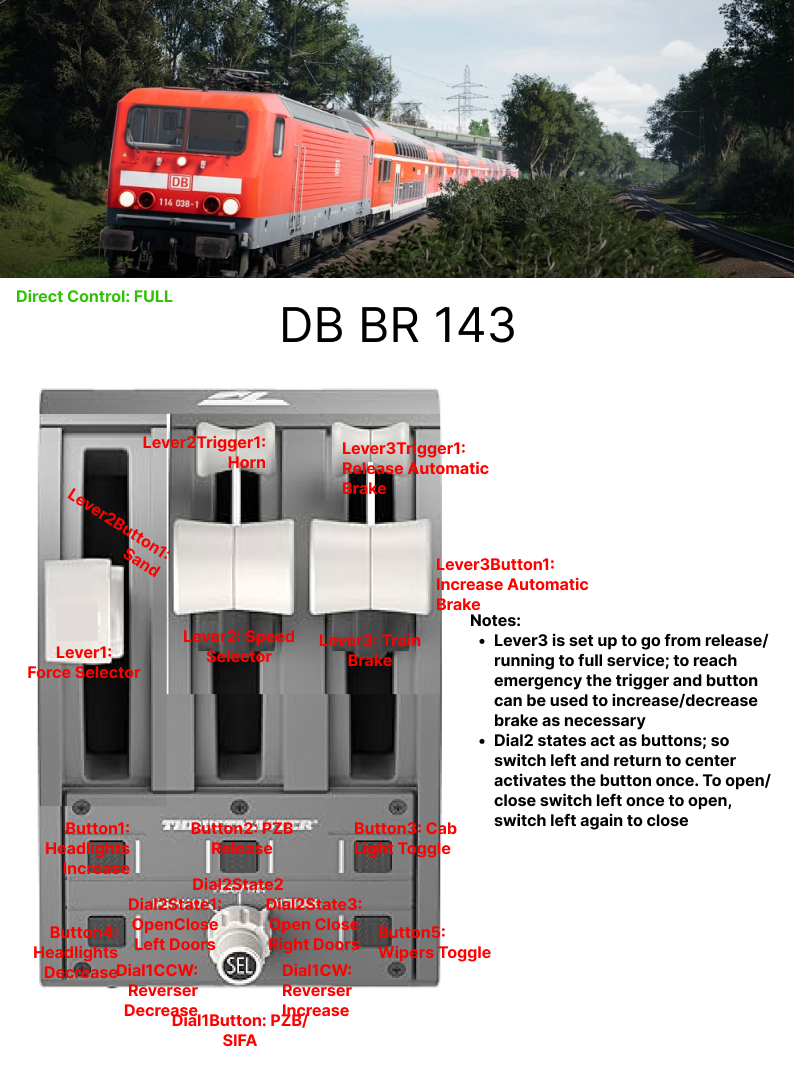 DB
114 038-1
Direct Control: FULL
DB BR 143
Lever2Trigger1:
Horn
Lever3Trigger1:
Release Automatic
Brake
Lever2Button1:
Sand
Lever3Button1:
Increase Automatic
Brake
Lever1:
Force Selector
Lever2: Speed
Selector
Lever3: Train
Brake
Notes:
• Lever3 is set up to go from release/
running to full service; to reach
emergency the trigger and button
can be used to increase/decrease
brake as necessary
• Dial2 states act as buttons; so
switch left and return to center
activates the button once. To open/
close switch left once to open,
switch left again to close
THRUSTMASTER
Button1:
Headlights
Increase
Button2: PZB
Release
Button3: Cab
Light Toggle
Dial2State2
Dial2State1:
OpenClose
Left Doors
Dial2State3:
Open Close
Right Doors
Button4:
Headlights
Decrease
Button5:
Wipers Toggle
SEL
Dial1CCW:
Reverser
Decrease
Dial1CW:
Reverser
Increase
Dial1Button: PZB/
SIFA